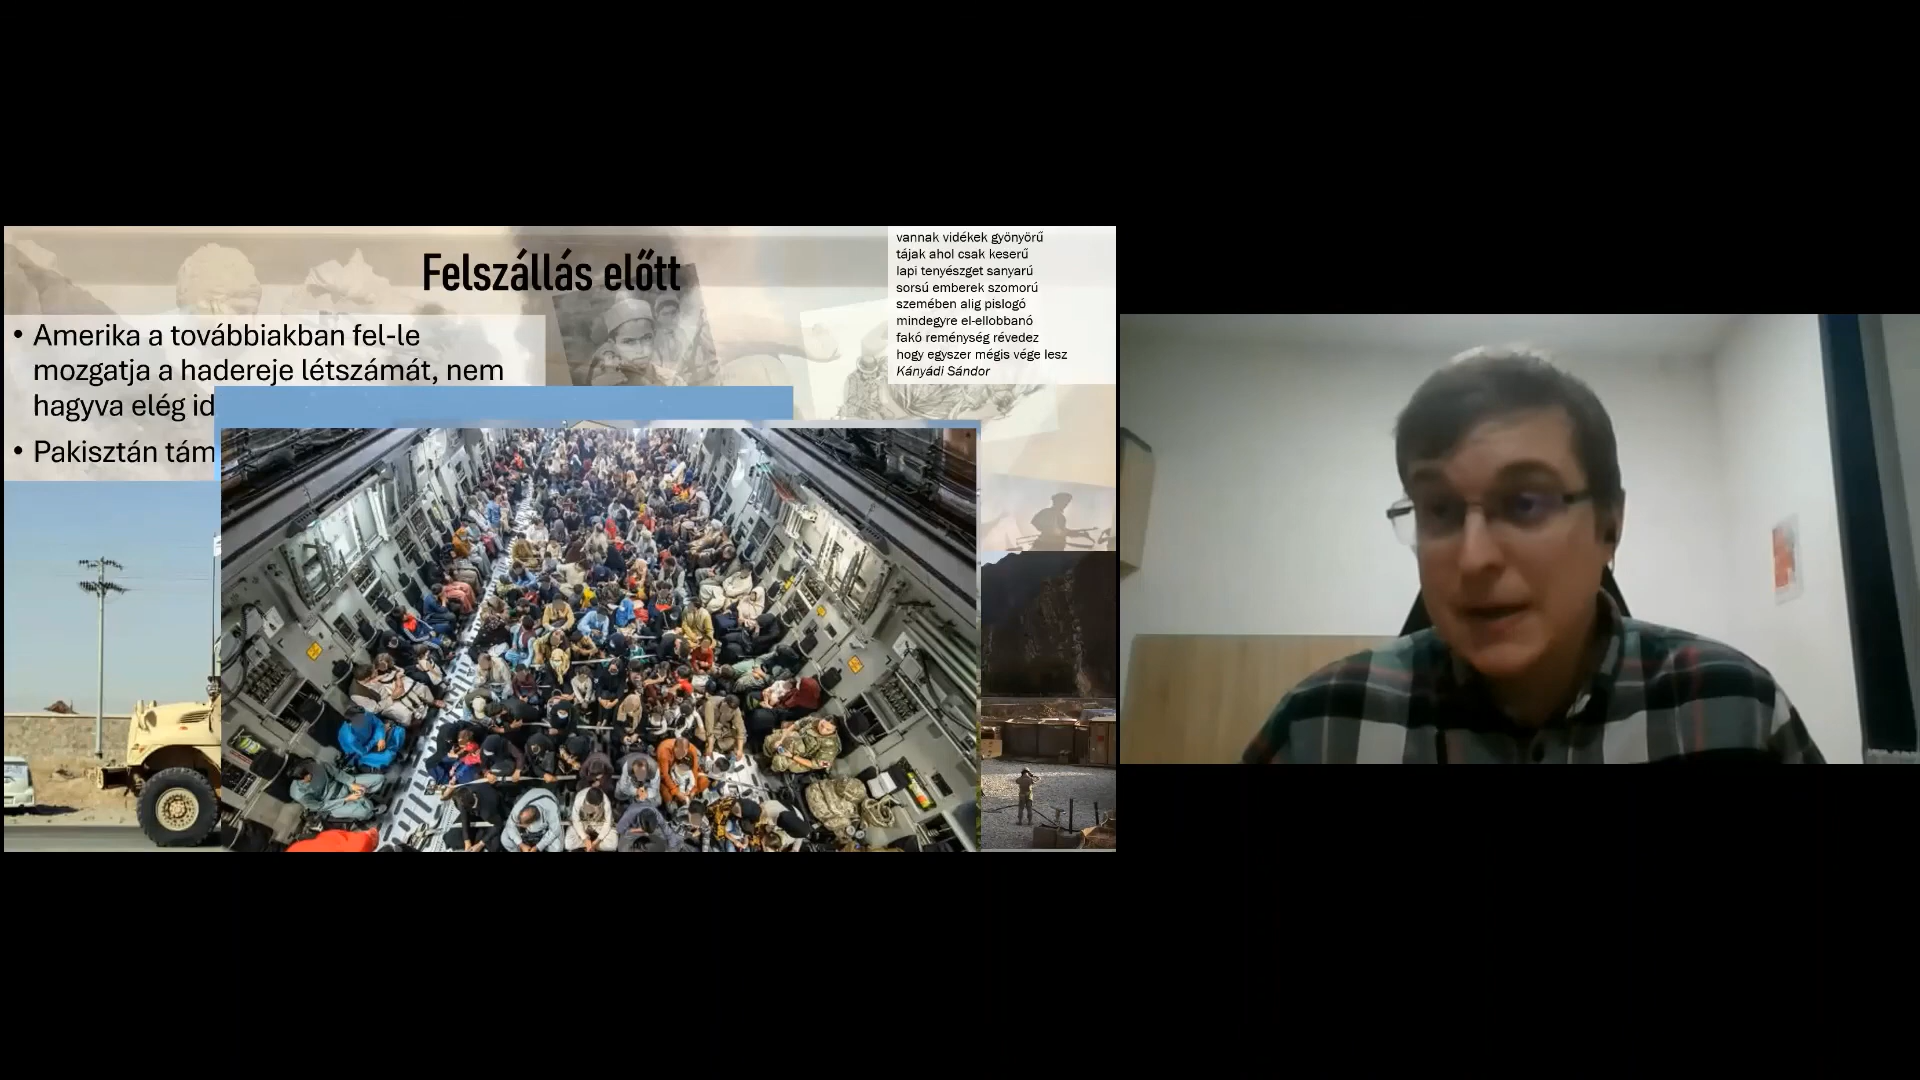 Felszállás előtt
• Amerika a továbbiakban fel-le
mozgatja a hadereje létszámát, nem
hagyva elég id
• Pakisztán tám
vannak vidékek gyönyörű
tájak ahol csak keserű
lapi tenyészget sanyarú
sorsú emberek szomorú
szemében alig pislogó
mindegyre el-ellobbanó
fakó reménység révedez
hogy egyszer mégis vége lesz
Kányádi Sándor